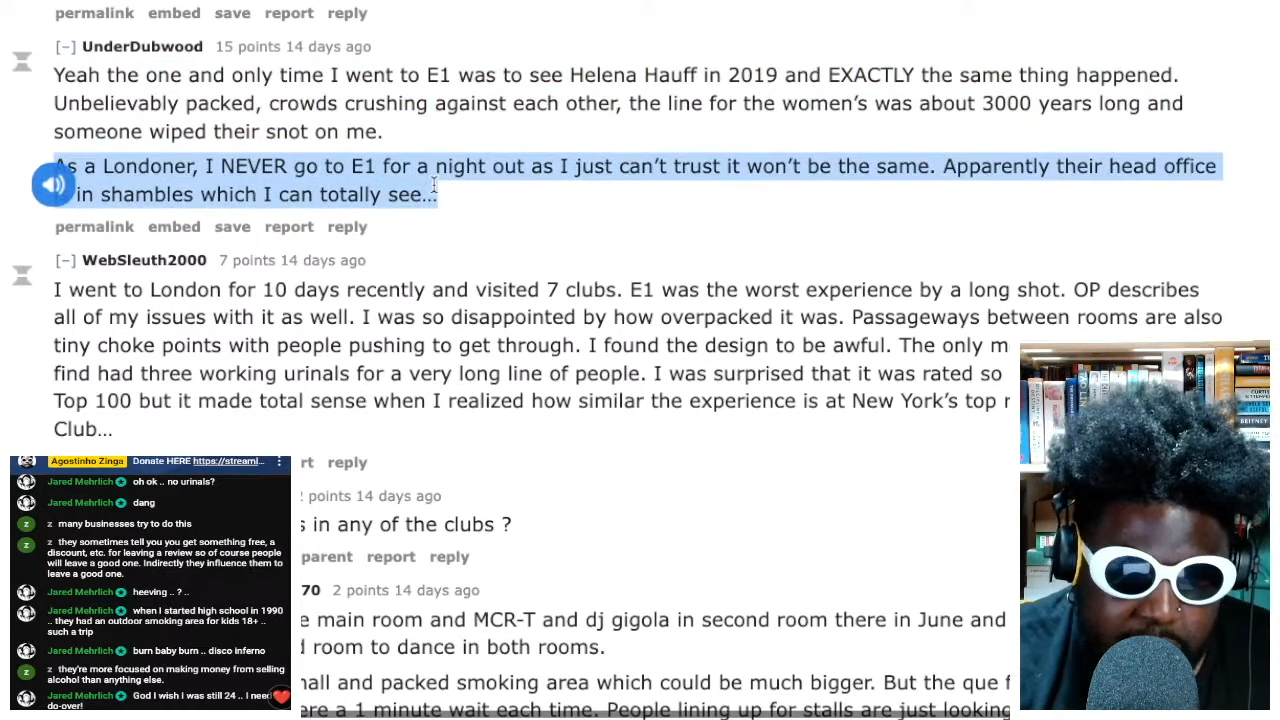 permalink embed save report reply
[–] UnderDubwood 15 points 14 days ago
Yeah the one and only time I went to E1 was to see Helena Hauff in 2019 and EXACTLY the same thing happened.
Unbelievably packed, crowds crushing against each other, the line for the women’s was about 3000 years long and
someone wiped their snot on me.
As a Londoner, I NEVER go to E1 for a night out as I just can’t trust it won’t be the same. Apparently their head office
in shambles which I can totally see...
permalink embed save report reply
[–] WebSleuth2000 7 points 14 days ago
I went to London for 10 days recently and visited 7 clubs. E1 was the worst experience by a long shot. OP describes
all of my issues with it as well. I was so disappointed by how overpacked it was. Passageways between rooms are also
tiny choke points with people pushing to get through. I found the design to be awful. The only m
find had three working urinals for a very long line of people. I was surprised that it was rated so
Top 100 but it made total sense when I realized how similar the experience is at New York’s top r
Club...
rt reply
2 points 14 days ago
s in any of the clubs ?
parent report reply
70 2 points 14 days ago
e main room and MCR-T and dj gigola in second room there in June and
d room to dance in both rooms.
nall and packed smoking area which could be much bigger. But the que f
ere a 1 minute wait each time. People lining up for stalls are just looking
Agostinho Zinga Donate HERE https://streaml...
Jared Mehrlich oh ok .. no urinals?
Jared Mehrlich dang
z z many businesses try to do this
z z they sometimes tell you you get something free, a
discount, etc. for leaving a review so of course people
will leave a good one. Indirectly they influence them to
leave a good one.
Jared Mehrlich heeving .. ? ..
Jared Mehrlich when I started high school in 1990
.. they had an outdoor smoking area for kids 18+ ..
such a trip
Jared Mehrlich burn baby burn .. disco inferno
z z they're more focused on making money from selling
alcohol than anything else.
Jared Mehrlich God I wish I was still 24 .. I need
do-over!